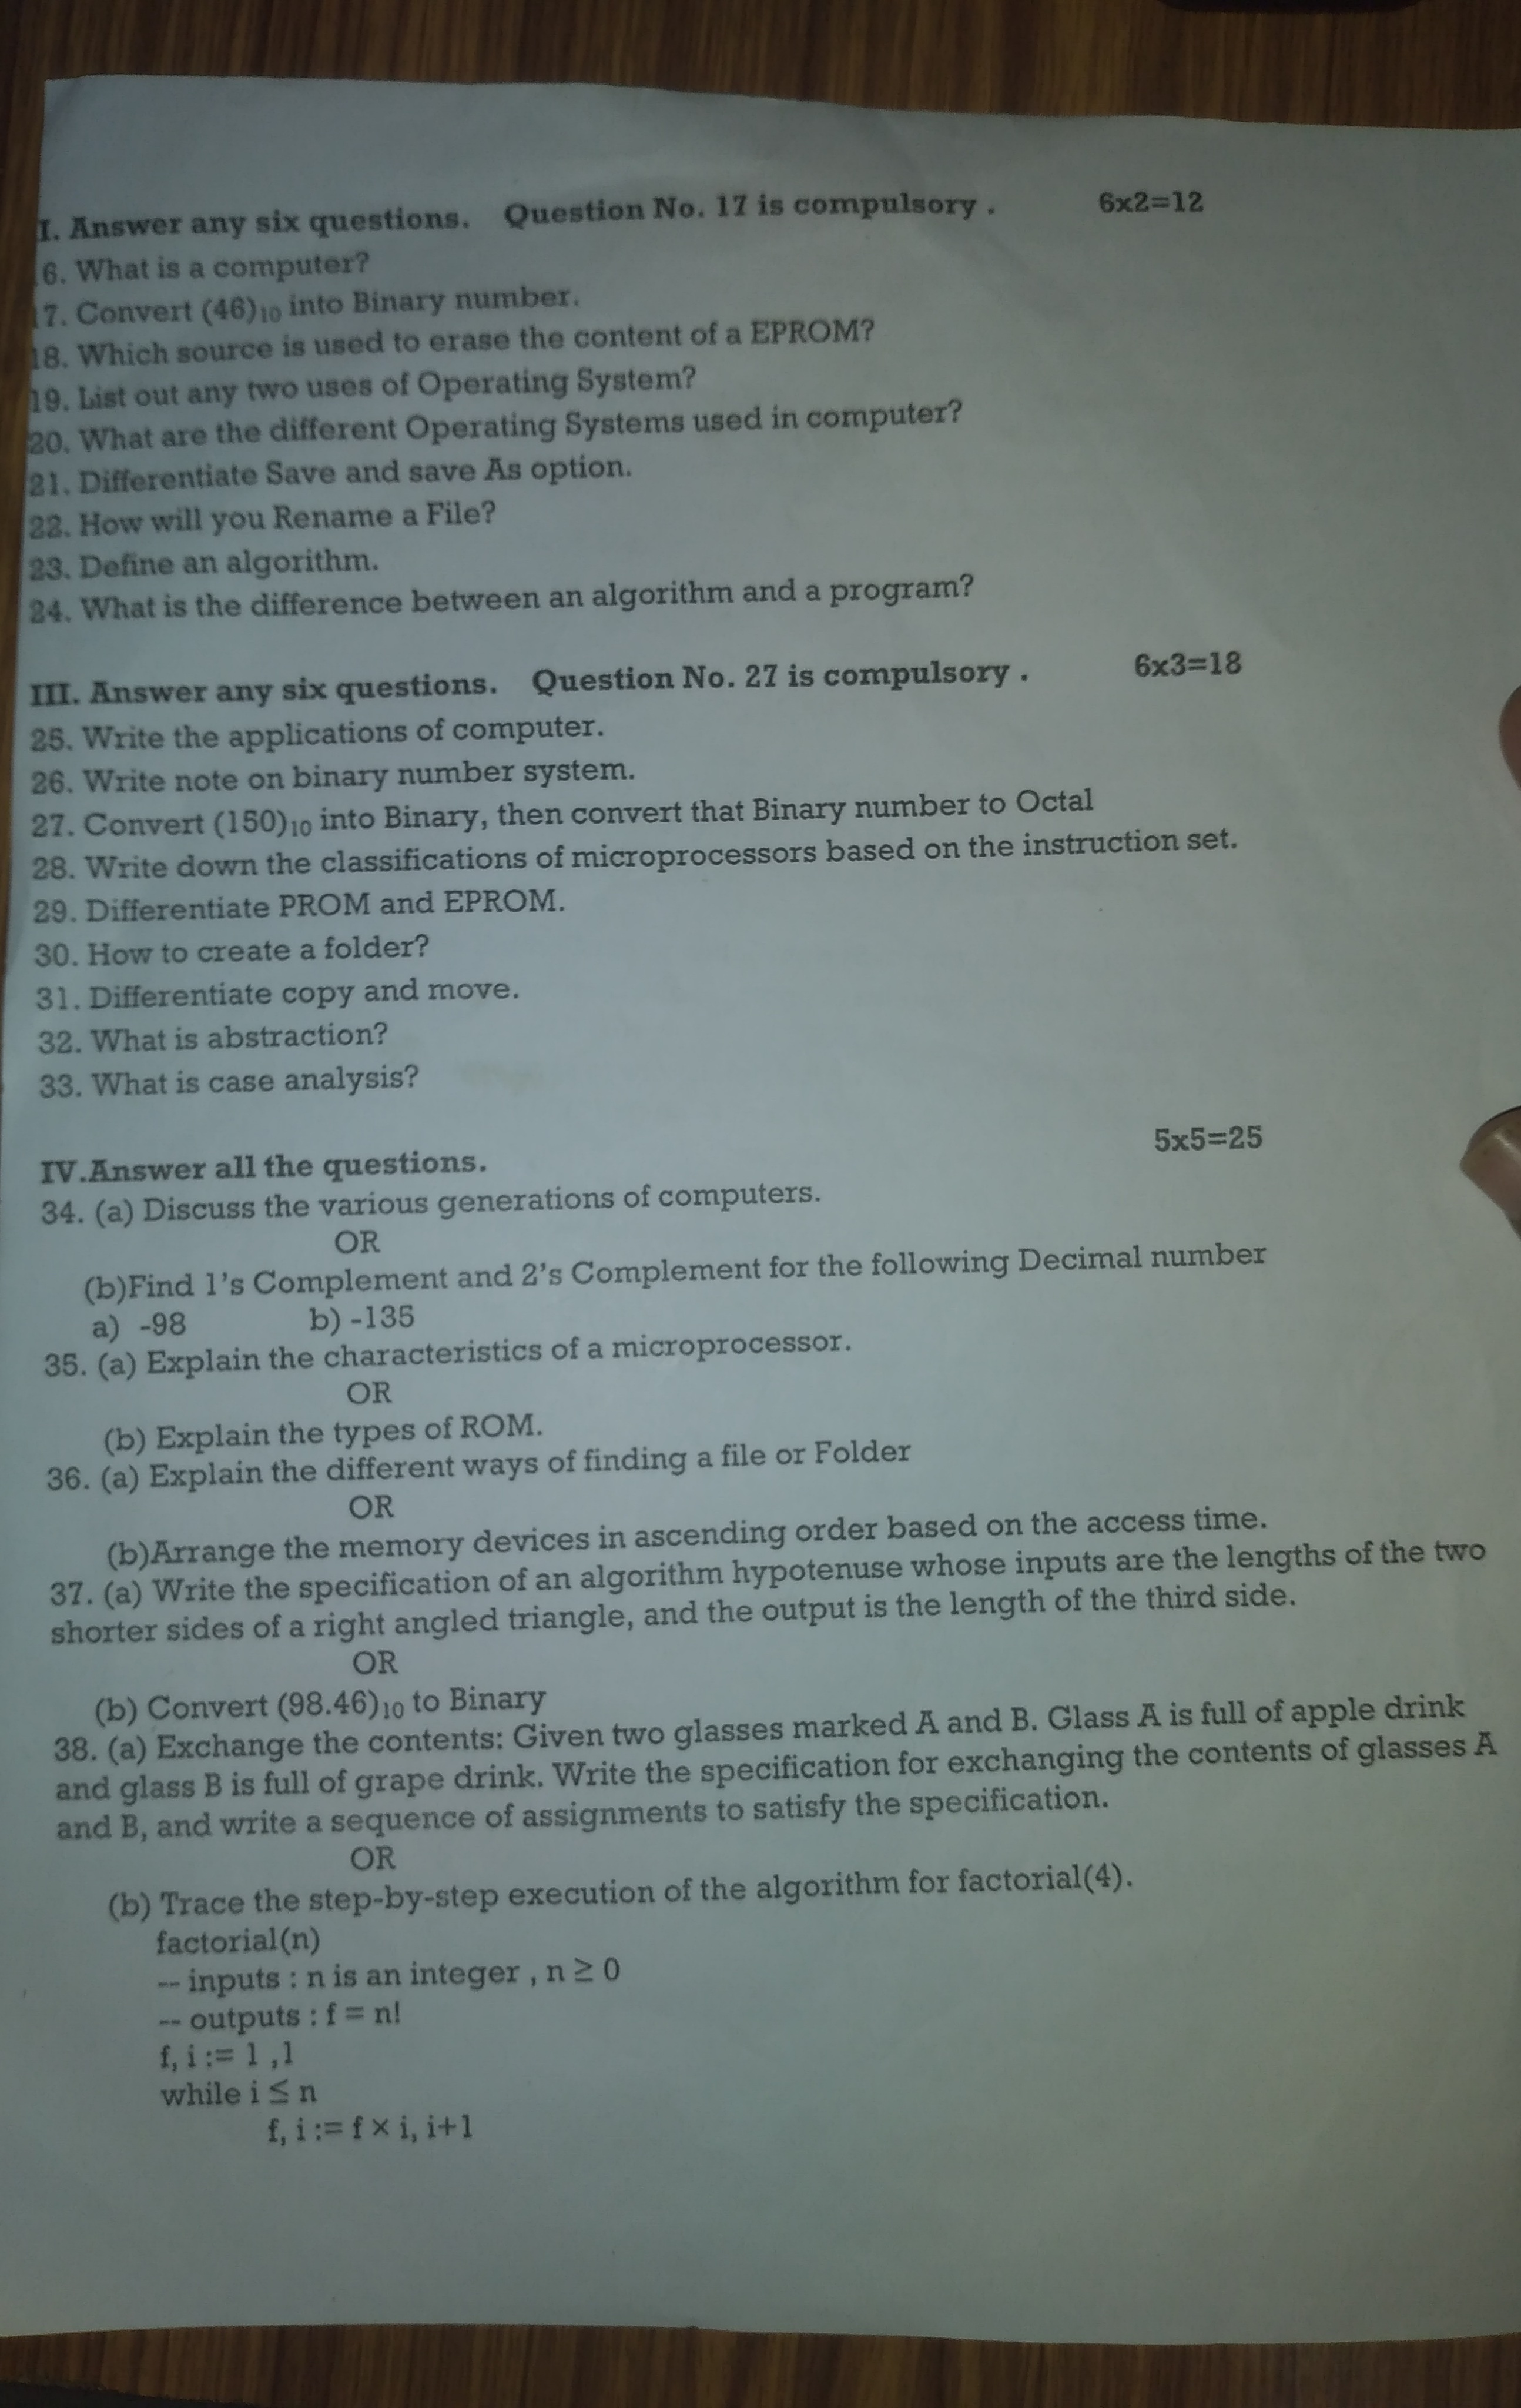 I. Answer any six questions. Question No. 17 is compulsory . 6x2=12
16. What is a computer?
17. Convert (46)₁₀ into Binary number.
18. Which source is used to erase the content of a EPROM?
19. List out any two uses of Operating System?
20. What are the different Operating Systems used in computer?
21. Differentiate Save and save As option.
22. How will you Rename a File?
23. Define an algorithm.
24. What is the difference between an algorithm and a program?
III. Answer any six questions. Question No. 27 is compulsory . 6x3=18
25. Write the applications of computer.
26. Write note on binary number system.
27. Convert (150)₁₀ into Binary, then convert that Binary number to Octal
28. Write down the classifications of microprocessors based on the instruction set.
29. Differentiate PROM and EPROM.
30. How to create a folder?
31. Differentiate copy and move.
32. What is abstraction?
33. What is case analysis?
IV.Answer all the questions. 5x5=25
34. (a) Discuss the various generations of computers.
OR
(b)Find 1's Complement and 2's Complement for the following Decimal number
a) -98 b) -135
35. (a) Explain the characteristics of a microprocessor.
OR
(b) Explain the types of ROM.
36. (a) Explain the different ways of finding a file or Folder
OR
(b)Arrange the memory devices in ascending order based on the access time.
37. (a) Write the specification of an algorithm hypotenuse whose inputs are the lengths of the two
shorter sides of a right angled triangle, and the output is the length of the third side.
OR
(b) Convert (98.46)₁₀ to Binary
38. (a) Exchange the contents: Given two glasses marked A and B. Glass A is full of apple drink
and glass B is full of grape drink. Write the specification for exchanging the contents of glasses A
and B, and write a sequence of assignments to satisfy the specification.
OR
(b) Trace the step-by-step execution of the algorithm for factorial(4).
factorial(n)
-- inputs : n is an integer , n ≥ 0
-- outputs : f = n!
f, i := 1 ,1
while i ≤ n
f, i := f × i, i+1